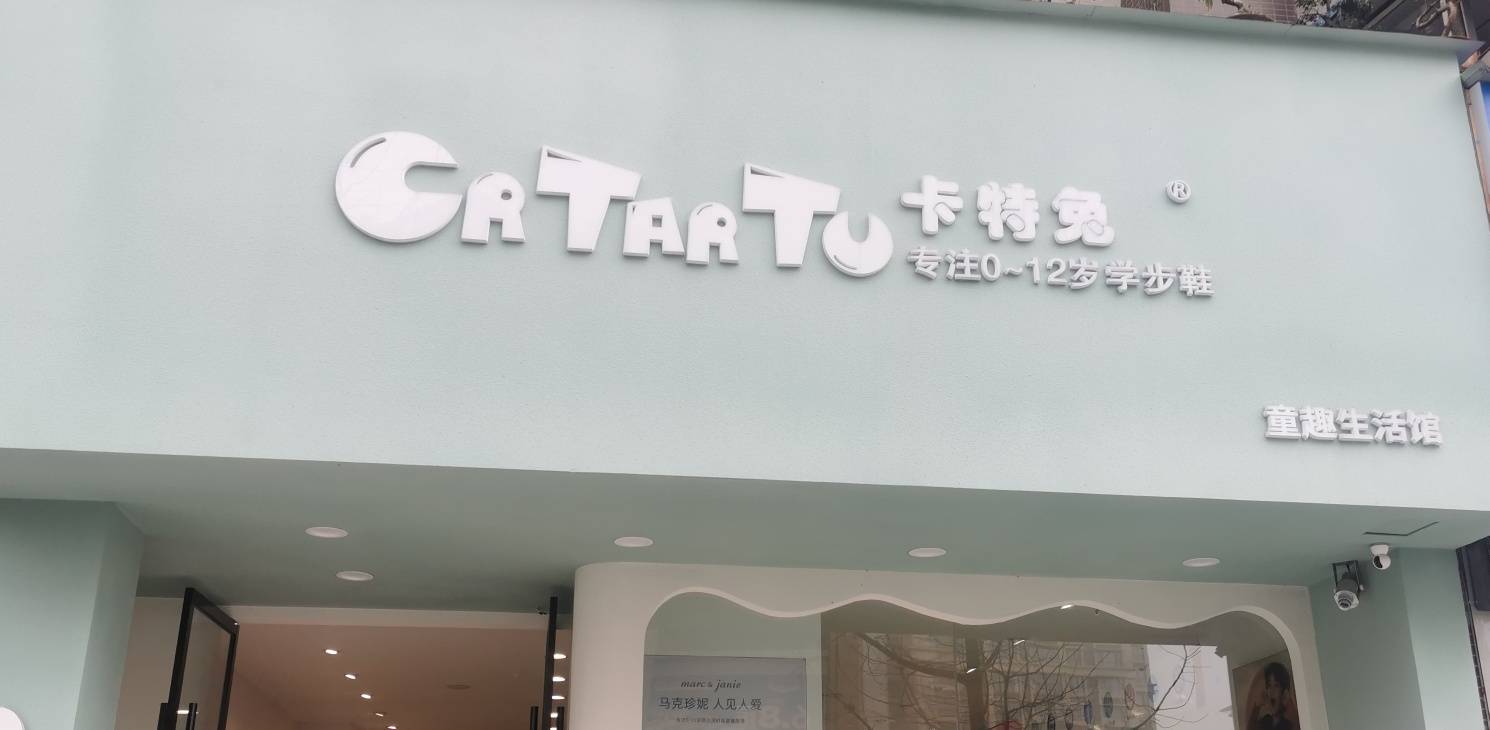 CRTARTU 卡特兔 ®
专注0~12岁学步鞋
童趣生活馆
marc & janie
马克珍妮 人见人爱